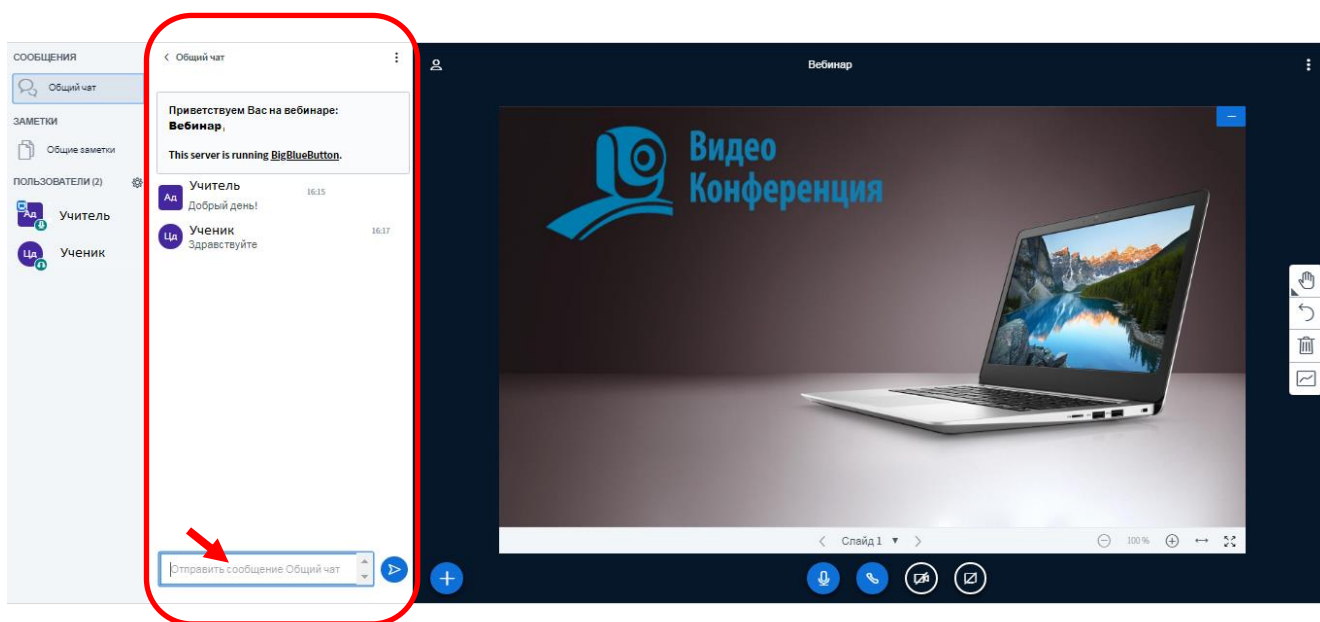 СООБЩЕНИЯ
Общий чат
ЗАМЕТКИ
Общие заметки
ПОЛЬЗОВАТЕЛИ (2)
Ад
Учитель
Цд
Ученик
Общий чат
Приветствуем Вас на вебинаре:
Вебинар,
This server is running BigBlueButton.
Ад
Учитель 16:15
Добрый день!
Цд
Ученик 16:17
Здравствуйте
Отправить сообщение Общий чат
Вебинар
Видео
Конференция
Слайд 1
100 %